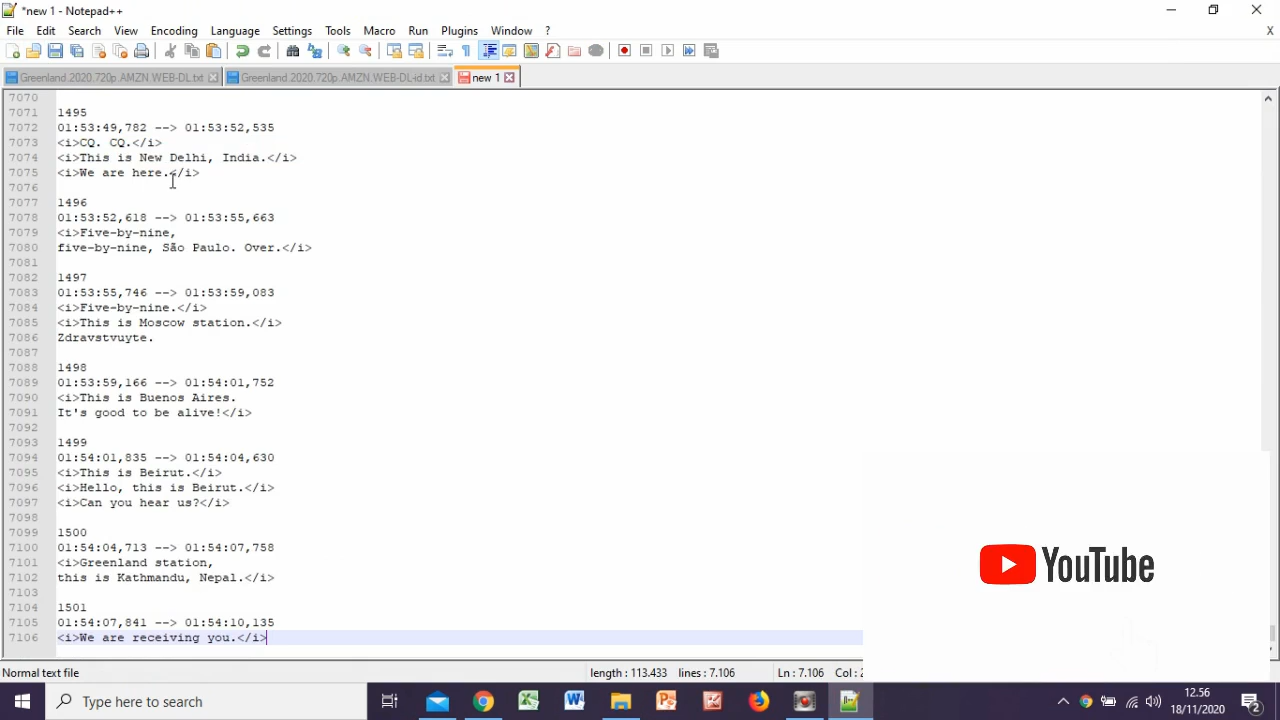 *new 1 - Notepad++
File Edit Search View Encoding Language Settings Tools Macro Run Plugins Window ? X
Greenland.2020.720p.AMZN.WEB-DL.txt Greenland.2020.720p.AMZN.WEB-DL-id.txt new 1
7070
7071 1495
7072 01:53:49,782 --> 01:53:52,535
7073 <i>CQ. CQ.</i>
7074 <i>This is New Delhi, India.</i>
7075 <i>We are here.</i>
7076
7077 1496
7078 01:53:52,618 --> 01:53:55,663
7079 <i>Five-by-nine,
7080 five-by-nine, São Paulo. Over.</i>
7081
7082 1497
7083 01:53:55,746 --> 01:53:59,083
7084 <i>Five-by-nine.</i>
7085 <i>This is Moscow station.</i>
7086 Zdravstvuyte.
7087
7088 1498
7089 01:53:59,166 --> 01:54:01,752
7090 <i>This is Buenos Aires.
7091 It's good to be alive!</i>
7092
7093 1499
7094 01:54:01,835 --> 01:54:04,630
7095 <i>This is Beirut.</i>
7096 <i>Hello, this is Beirut.</i>
7097 <i>Can you hear us?</i>
7098
7099 1500
7100 01:54:04,713 --> 01:54:07,758
7101 <i>Greenland station,
7102 this is Kathmandu, Nepal.</i>
7103
7104 1501
7105 01:54:07,841 --> 01:54:10,135
7106 <i>We are receiving you.</i>
YouTube
Normal text file length : 113.433 lines : 7.106 Ln : 7.106 Col :
Type here to search
12.56
18/11/2020
2